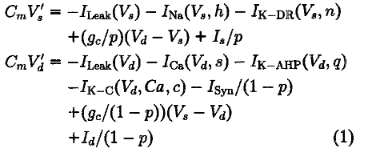 C_m V_s' = −I_Leak(V_s) − I_Na(V_s, h) − I_K−DR(V_s, n)
+(g_c/p)(V_d − V_s) + I_s/p
C_m V_d' = −I_Leak(V_d) − I_Ca(V_d, s) − I_K−AHP(V_d, q)
−I_K−C(V_d, Ca, c) − I_Syn/(1 − p)
+(g_c/(1 − p))(V_s − V_d)
+I_d/(1 − p) (1)